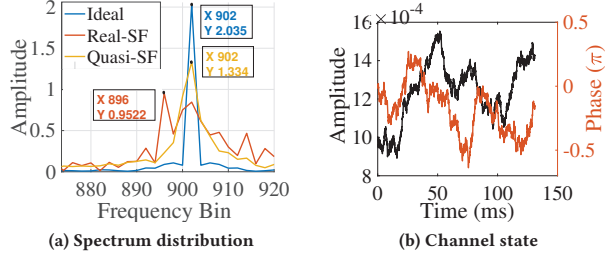 Ideal
Real-SF
Quasi-SF
X 902
Y 2.035
X 902
Y 1.334
X 896
Y 0.9522
2
1.5
1
0.5
0
Amplitude
880 890 900 910 920
Frequency Bin
(a) Spectrum distribution
×10⁻⁴
16
14
12
10
8
Amplitude
0.5
0
-0.5
Phase (π)
0 50 100 150
Time (ms)
(b) Channel state